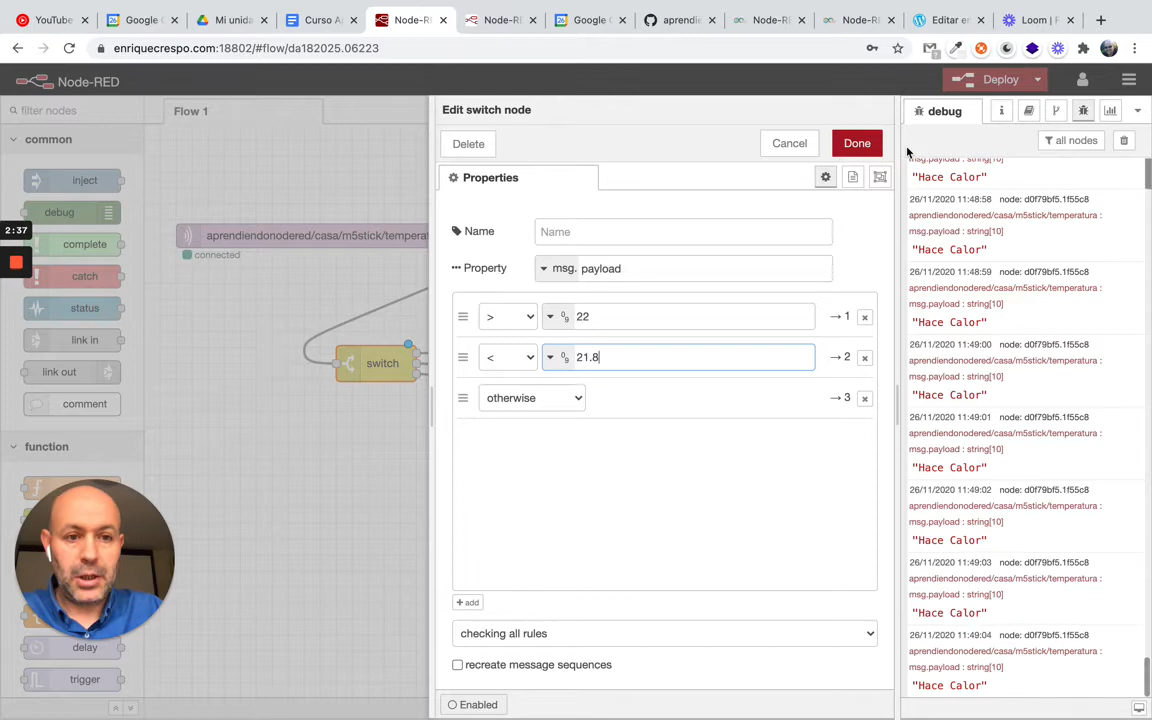 YouTube
Google C
Mi unida
Curso A
Node-RE
Node-RE
Google C
aprendie
Node-R
Node-R
Editar er
Loom | F
enriquecrespo.com:18802/#flow/da182025.06223
Node-RED
Deploy
filter nodes
Flow 1
Edit switch node
debug
Delete
Cancel
Done
all nodes
common
inject
debug
complete
catch
status
link in
link out
comment
function
delay
trigger
2:37
aprendiendonodered/casa/m5stick/tempera
connected
switch
Properties
Name
Name
Property
msg. payload
> 22 → 1
< 21.8 → 2
otherwise → 3
add
checking all rules
recreate message sequences
Enabled
msg.payload : string[10]
"Hace Calor"
26/11/2020 11:48:58 node: d0f79bf5.1f55c8
aprendiendonodered/casa/m5stick/temperatura :
msg.payload : string[10]
"Hace Calor"
26/11/2020 11:48:59 node: d0f79bf5.1f55c8
aprendiendonodered/casa/m5stick/temperatura :
msg.payload : string[10]
"Hace Calor"
26/11/2020 11:49:00 node: d0f79bf5.1f55c8
aprendiendonodered/casa/m5stick/temperatura :
msg.payload : string[10]
"Hace Calor"
26/11/2020 11:49:01 node: d0f79bf5.1f55c8
aprendiendonodered/casa/m5stick/temperatura :
msg.payload : string[10]
"Hace Calor"
26/11/2020 11:49:02 node: d0f79bf5.1f55c8
aprendiendonodered/casa/m5stick/temperatura :
msg.payload : string[10]
"Hace Calor"
26/11/2020 11:49:03 node: d0f79bf5.1f55c8
aprendiendonodered/casa/m5stick/temperatura :
msg.payload : string[10]
"Hace Calor"
26/11/2020 11:49:04 node: d0f79bf5.1f55c8
aprendiendonodered/casa/m5stick/temperatura :
msg.payload : string[10]
"Hace Calor"